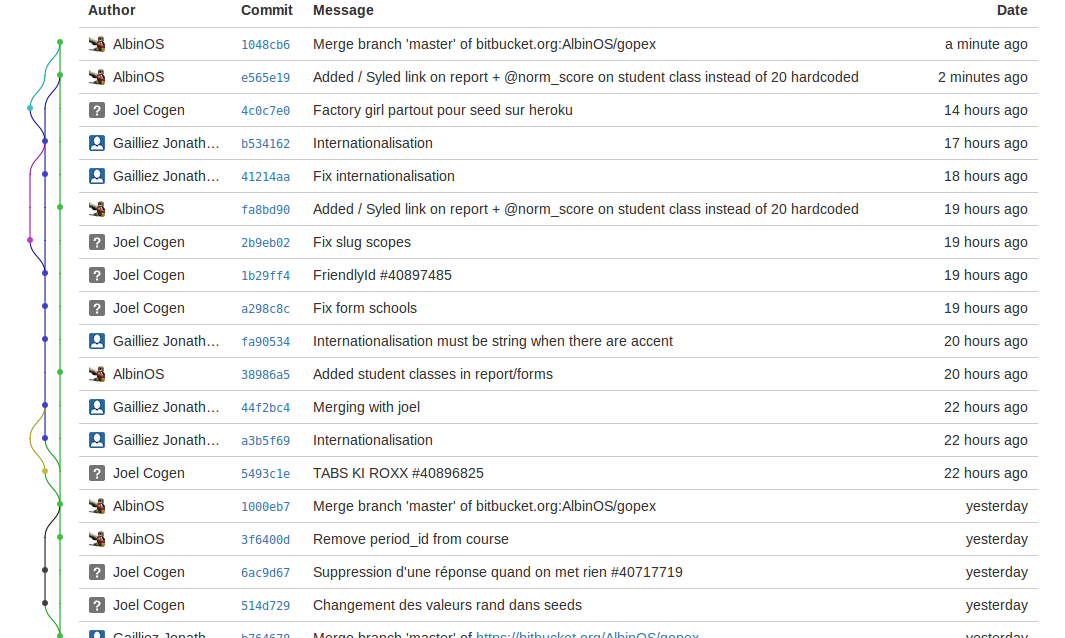 Author Commit Message Date
AlbinOS 1048cb6 Merge branch 'master' of bitbucket.org:AlbinOS/gopex a minute ago
AlbinOS e565e19 Added / Syled link on report + @norm_score on student class instead of 20 hardcoded 2 minutes ago
? Joel Cogen 4c0c7e0 Factory girl partout pour seed sur heroku 14 hours ago
Gailliez Jonath… b534162 Internationalisation 17 hours ago
Gailliez Jonath… 41214aa Fix internationalisation 18 hours ago
AlbinOS fa8bd90 Added / Syled link on report + @norm_score on student class instead of 20 hardcoded 19 hours ago
? Joel Cogen 2b9eb02 Fix slug scopes 19 hours ago
? Joel Cogen 1b29ff4 FriendlyId #40897485 19 hours ago
? Joel Cogen a298c8c Fix form schools 19 hours ago
Gailliez Jonath… fa90534 Internationalisation must be string when there are accent 20 hours ago
AlbinOS 38986a5 Added student classes in report/forms 20 hours ago
Gailliez Jonath… 44f2bc4 Merging with joel 22 hours ago
Gailliez Jonath… a3b5f69 Internationalisation 22 hours ago
? Joel Cogen 5493c1e TABS KI ROXX #40896825 22 hours ago
AlbinOS 1000eb7 Merge branch 'master' of bitbucket.org:AlbinOS/gopex yesterday
AlbinOS 3f6400d Remove period_id from course yesterday
? Joel Cogen 6ac9d67 Suppression d'une réponse quand on met rien #40717719 yesterday
? Joel Cogen 514d729 Changement des valeurs rand dans seeds yesterday
Gailliez Jonath… b764678 Merge branch 'master' of https://bitbucket.org/AlbinOS/gopex yesterday